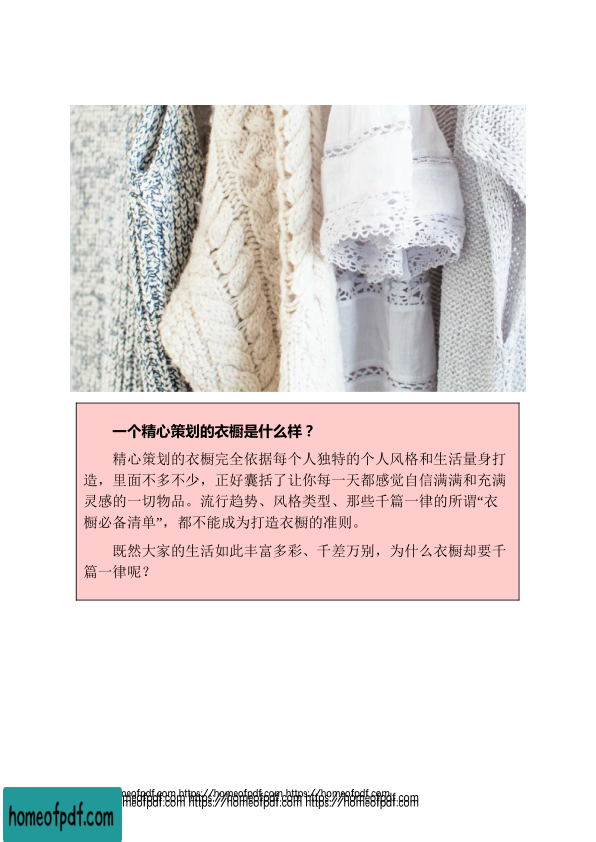 一个精心策划的衣橱是什么样？
精心策划的衣橱完全依据每个人独特的个人风格和生活量身打
造，里面不多不少，正好囊括了让你每一天都感觉自信满满和充满
灵感的一切物品。流行趋势、风格类型、那些千篇一律的所谓“衣
橱必备清单”，都不能成为打造衣橱的准则。
既然大家的生活如此丰富多彩、千差万别，为什么衣橱却要千
篇一律呢？
homeofpdf.com https://homeofpdf.com https://homeofpdf.com
homeofpdf.com https://homeofpdf.com https://homeofpdf.com
homeofpdf.com